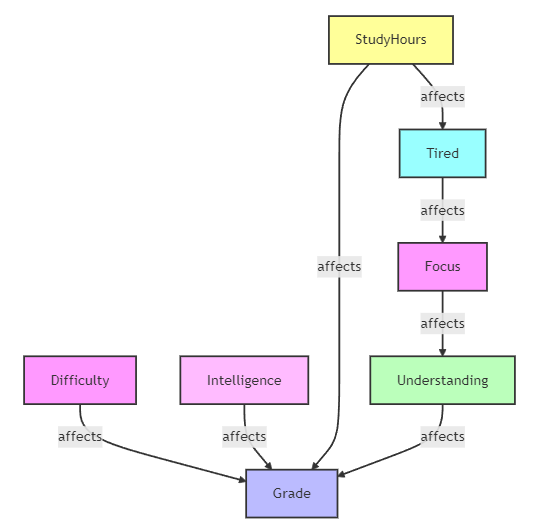 StudyHours
affects
Tired
affects
Focus
affects
affects
Difficulty
Intelligence
Understanding
affects
affects
affects
Grade